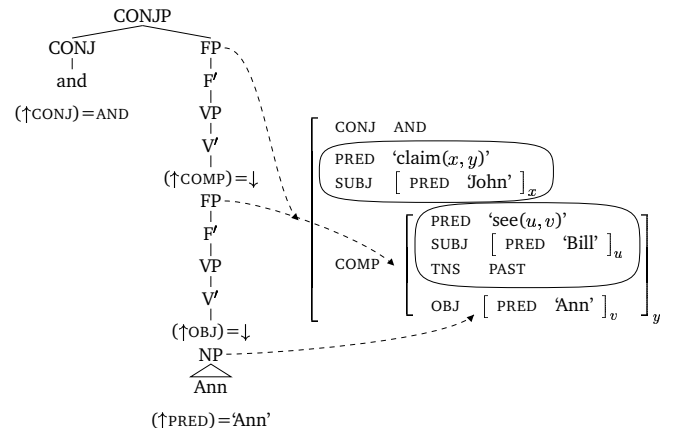 CONJP
CONJ FP
and F′
(↑CONJ)=AND VP
V′
(↑COMP)=↓
FP
F′
VP
V′
(↑OBJ)=↓
NP
Ann
(↑PRED)=‘Ann’
CONJ AND
PRED ‘claim(x, y)’
SUBJ [ PRED ‘John’ ]x
COMP
PRED ‘see(u, v)’
SUBJ [ PRED ‘Bill’ ]u
TNS PAST
OBJ [ PRED ‘Ann’ ]v
y